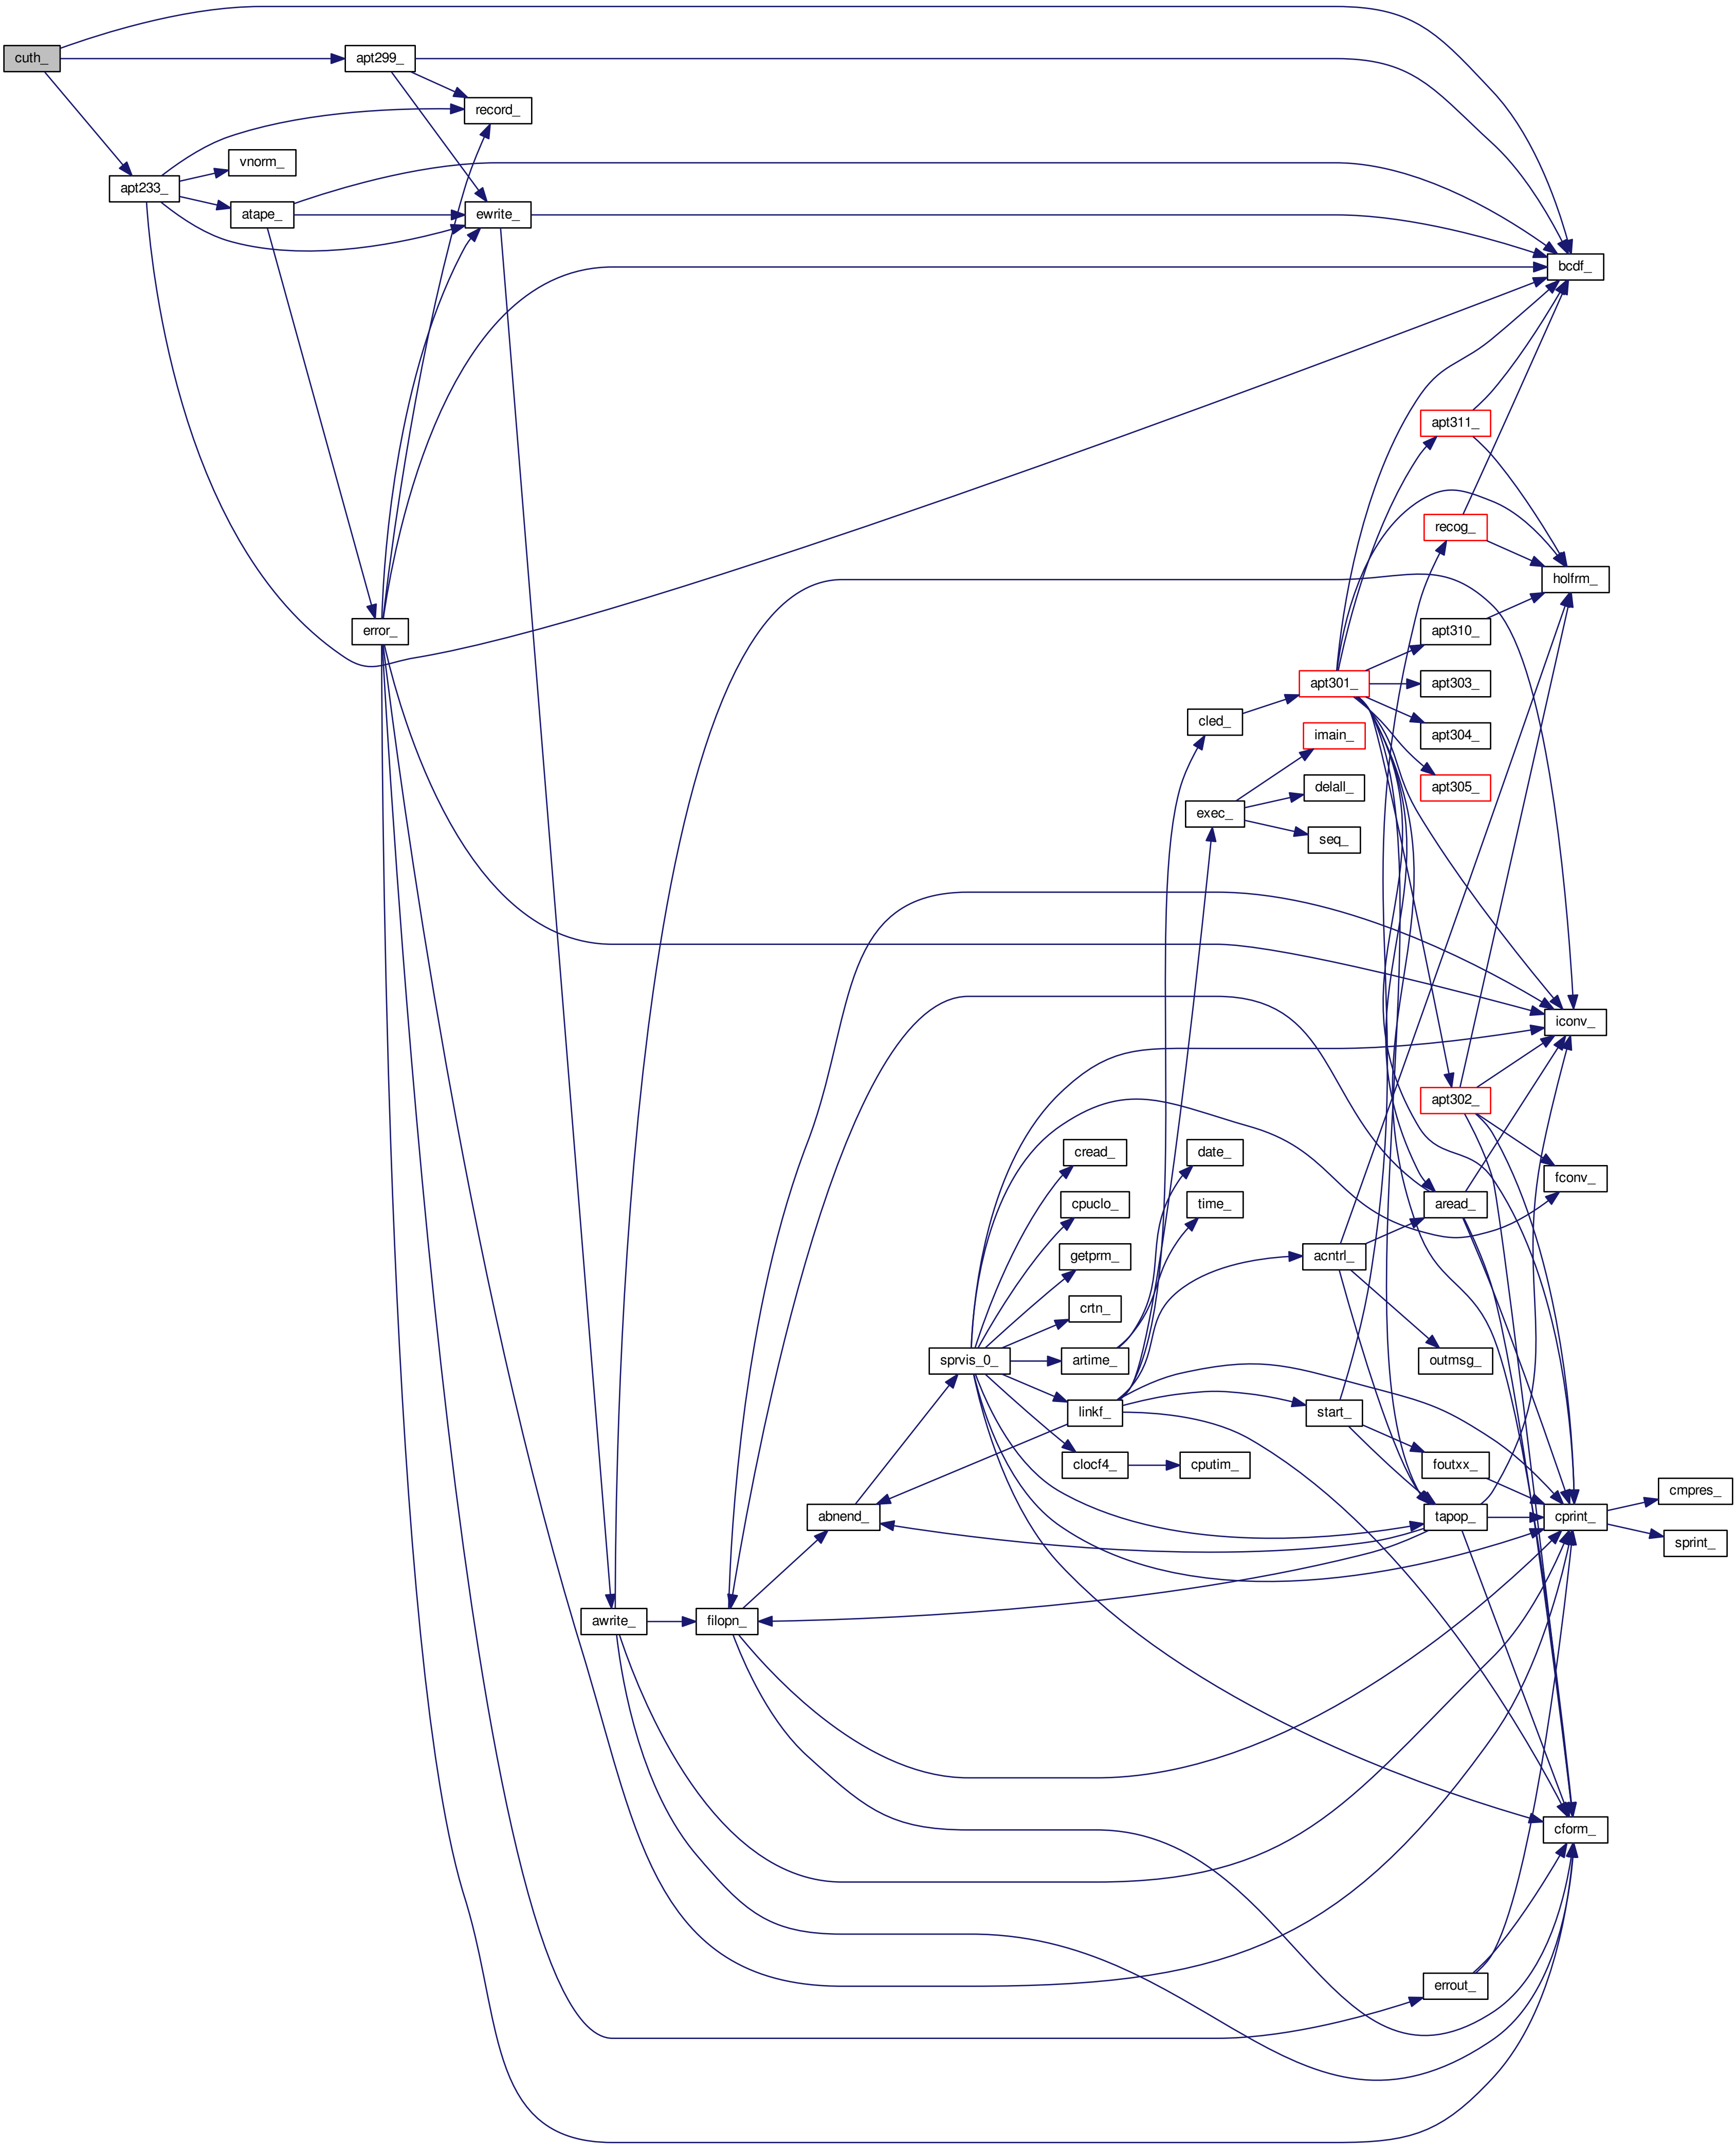 cuth_
apt299_
record_
vnorm_
apt233_
atape_
ewrite_
bcdf_
apt311_
recog_
holfrm_
error_
apt310_
apt301_
apt303_
cled_
imain_
apt304_
delall_
apt305_
exec_
seq_
iconv_
apt302_
cread_
date_
fconv_
cpuclo_
time_
aread_
getprm_
acntrl_
crtn_
sprvis_0_
artime_
outmsg_
linkf_
start_
clocf4_
cputim_
foutxx_
cmpres_
abnend_
tapop_
cprint_
sprint_
awrite_
filopn_
cform_
errout_